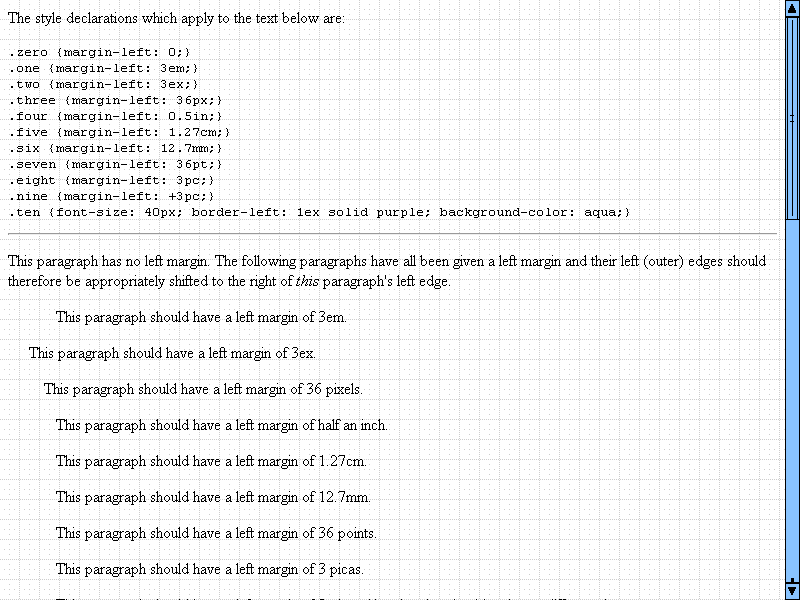 The style declarations which apply to the text below are:
.zero {margin-left: 0;}
.one {margin-left: 3em;}
.two {margin-left: 3ex;}
.three {margin-left: 36px;}
.four {margin-left: 0.5in;}
.five {margin-left: 1.27cm;}
.six {margin-left: 12.7mm;}
.seven {margin-left: 36pt;}
.eight {margin-left: 3pc;}
.nine {margin-left: +3pc;}
.ten {font-size: 40px; border-left: 1ex solid purple; background-color: aqua;}
This paragraph has no left margin. The following paragraphs have all been given a left margin and their left (outer) edges should
therefore be appropriately shifted to the right of this paragraph's left edge.
This paragraph should have a left margin of 3em.
This paragraph should have a left margin of 3ex.
This paragraph should have a left margin of 36 pixels.
This paragraph should have a left margin of half an inch.
This paragraph should have a left margin of 1.27cm.
This paragraph should have a left margin of 12.7mm.
This paragraph should have a left margin of 36 points.
This paragraph should have a left margin of 3 picas.